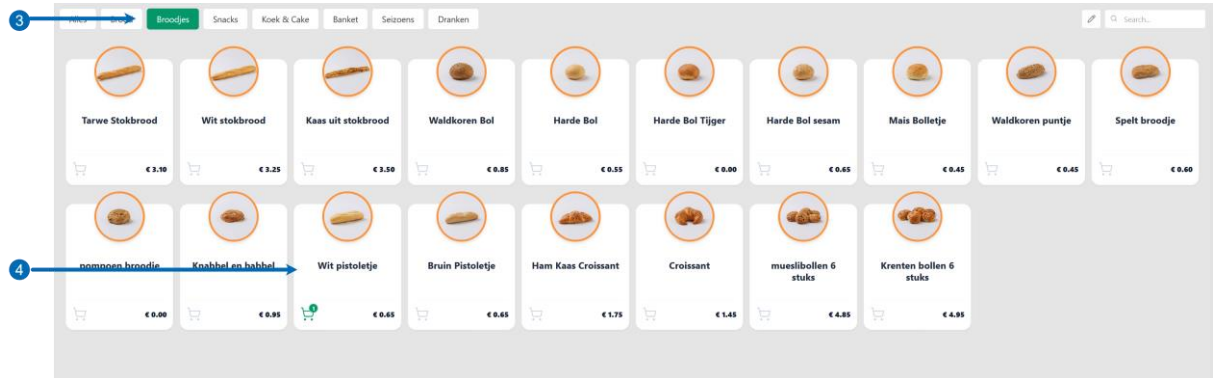 3
Alles Brood Broodjes Snacks Koek & Cake Banket Seizoens Dranken Search..
Tarwe Stokbrood Wit stokbrood Kaas uit stokbrood Waldkoren Bol Harde Bol Harde Bol Tijger Harde Bol sesam Mais Bolletje Waldkoren puntje Spelt broodje
€ 3.10 € 3.25 € 3.50 € 0.85 € 0.55 € 0.00 € 0.65 € 0.45 € 0.45 € 0.60
4
pompoen broodje Knabbel en babbel Wit pistoletje Bruin Pistoletje Ham Kaas Croissant Croissant mueslibollen 6 Krenten bollen 6
stuks stuks
1
€ 0.00 € 0.95 € 0.65 € 0.65 € 1.75 € 1.45 € 4.85 € 4.95